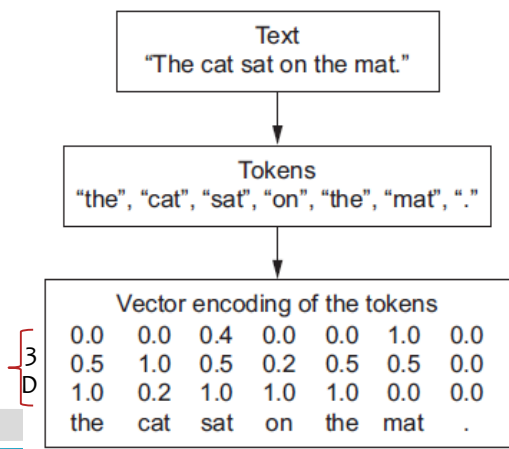 Text
“The cat sat on the mat.”
Tokens
“the”, “cat”, “sat”, “on”, “the”, “mat”, “.”
Vector encoding of the tokens
0.0 0.0 0.4 0.0 0.0 1.0 0.0
0.5 1.0 0.5 0.2 0.5 0.5 0.0
1.0 0.2 1.0 1.0 1.0 0.0 0.0
the cat sat on the mat .
3
D